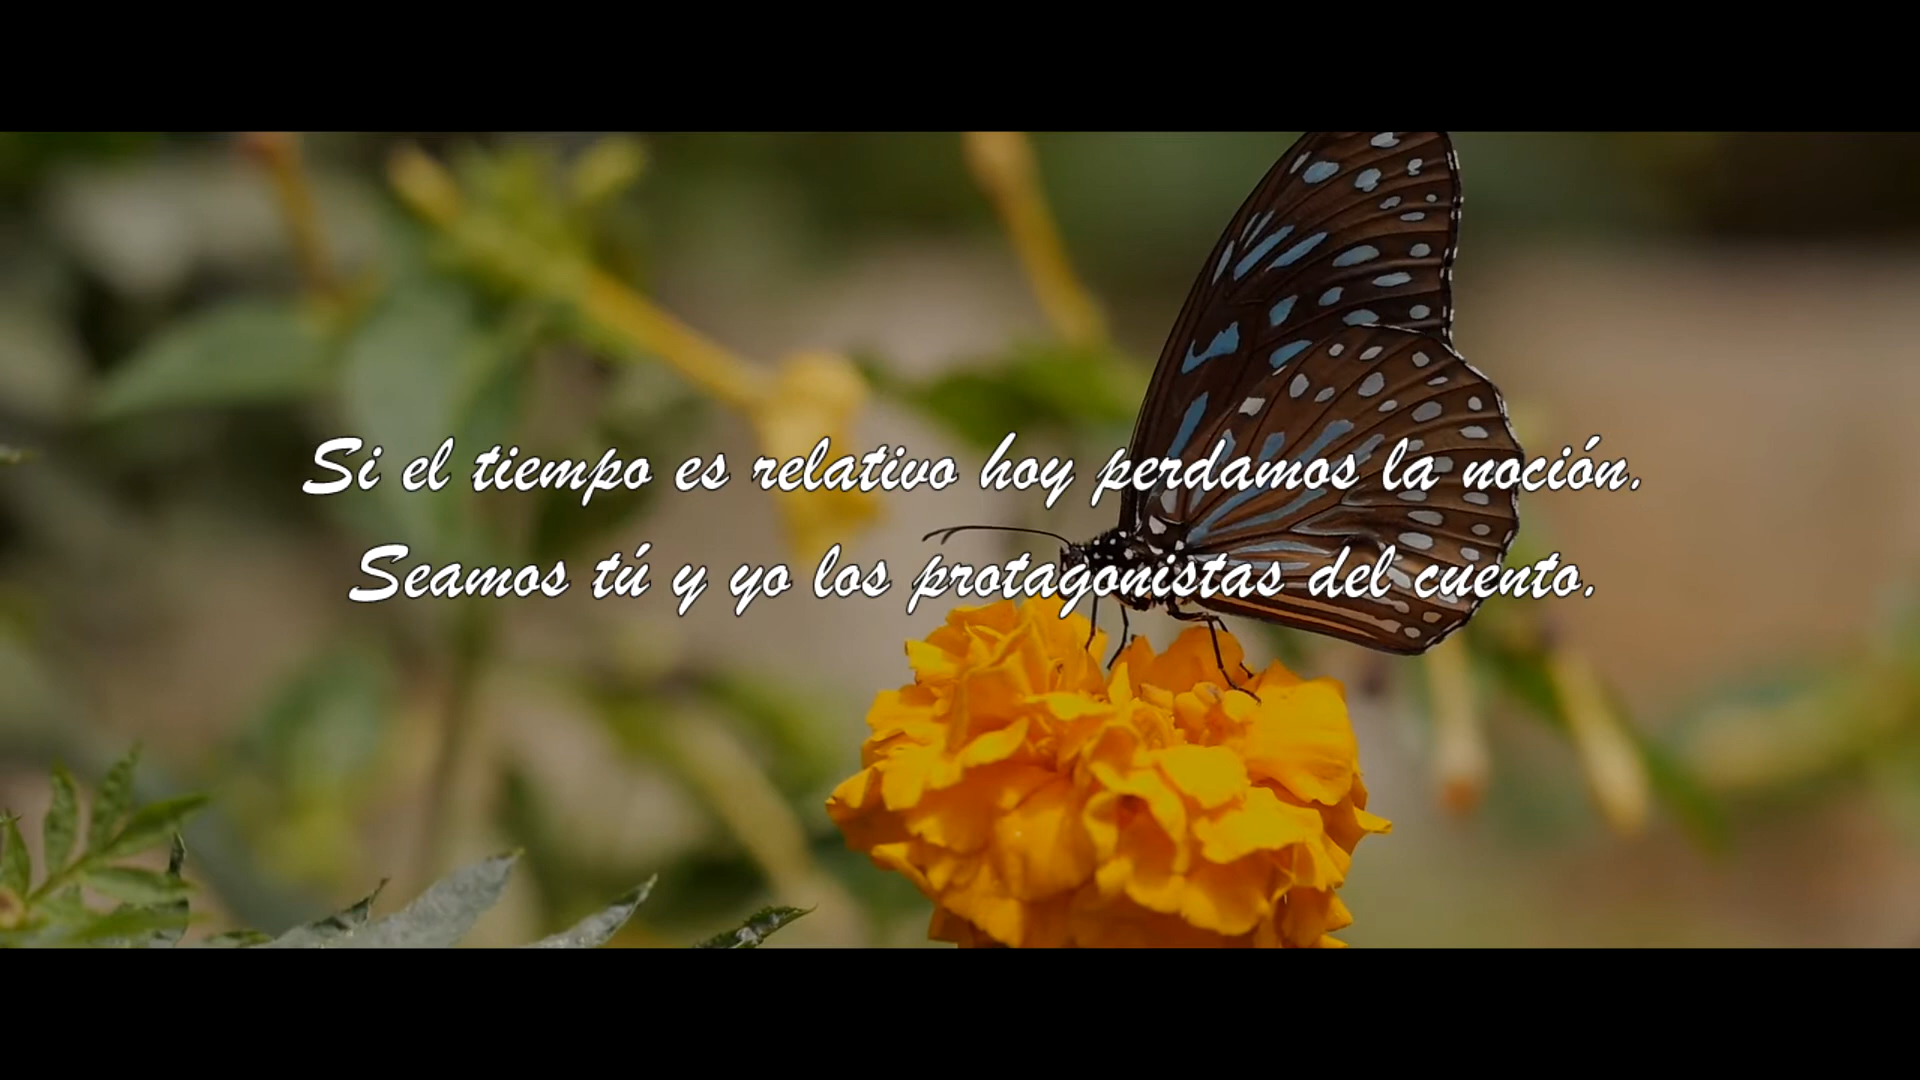 Si el tiempo es relativo hoy perdamos la noción.
Seamos tú y yo los protagonistas del cuento.